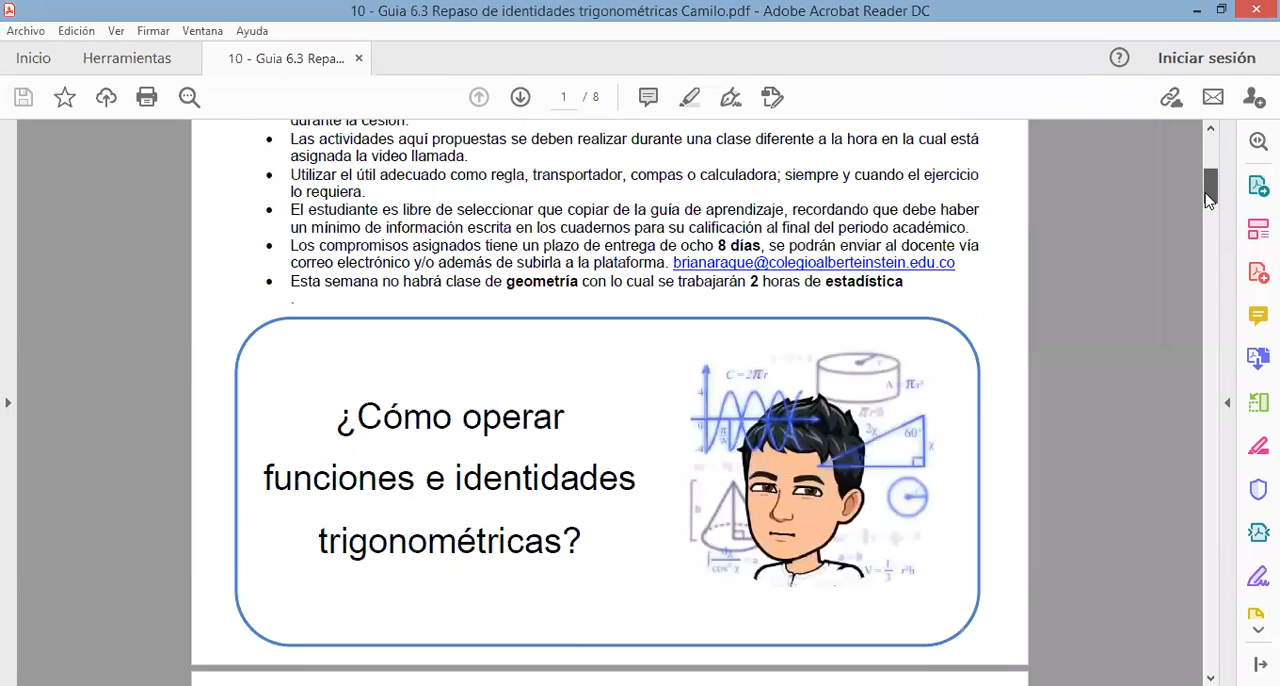 10 - Guia 6.3 Repaso de identidades trigonométricas Camilo.pdf - Adobe Acrobat Reader DC
Archivo Edición Ver Firmar Ventana Ayuda
Inicio Herramientas 10 - Guia 6.3 Repa... × Iniciar sesión
1 / 8
durante la cesión.
• Las actividades aquí propuestas se deben realizar durante una clase diferente a la hora en la cual está
asignada la video llamada.
• Utilizar el útil adecuado como regla, transportador, compas o calculadora; siempre y cuando el ejercicio
lo requiera.
• El estudiante es libre de seleccionar que copiar de la guía de aprendizaje, recordando que debe haber
un mínimo de información escrita en los cuadernos para su calificación al final del periodo académico.
• Los compromisos asignados tiene un plazo de entrega de ocho 8 días, se podrán enviar al docente vía
correo electrónico y/o además de subirla a la plataforma. brianaraque@colegioalberteinstein.edu.co
• Esta semana no habrá clase de geometría con lo cual se trabajarán 2 horas de estadística
.
¿Cómo operar
funciones e identidades
trigonométricas?
C = 2πr
A = πr²
2χ
60°
χ